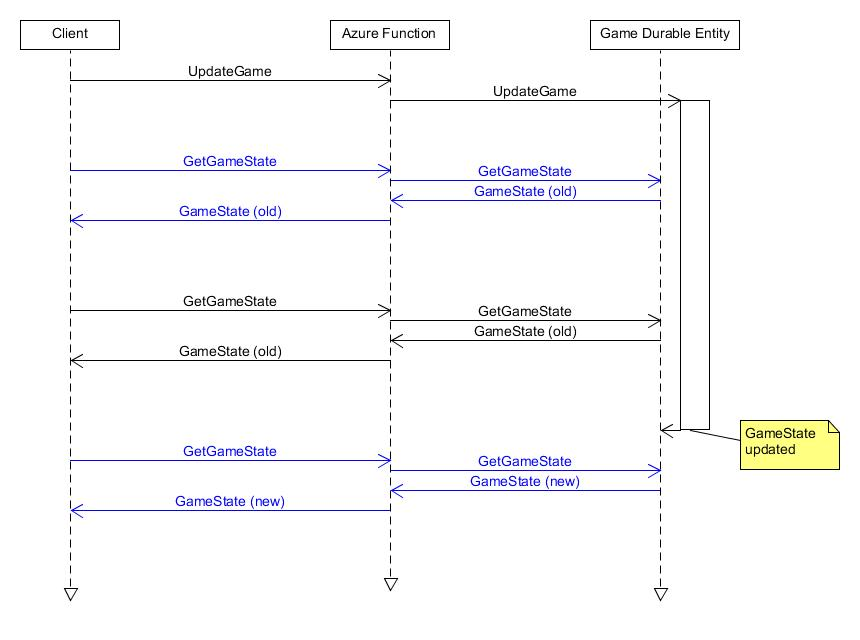 Client
Azure Function
Game Durable Entity
UpdateGame
UpdateGame
GetGameState
GetGameState
GameState (old)
GameState (old)
GetGameState
GetGameState
GameState (old)
GameState (old)
GameState
updated
GetGameState
GetGameState
GameState (new)
GameState (new)